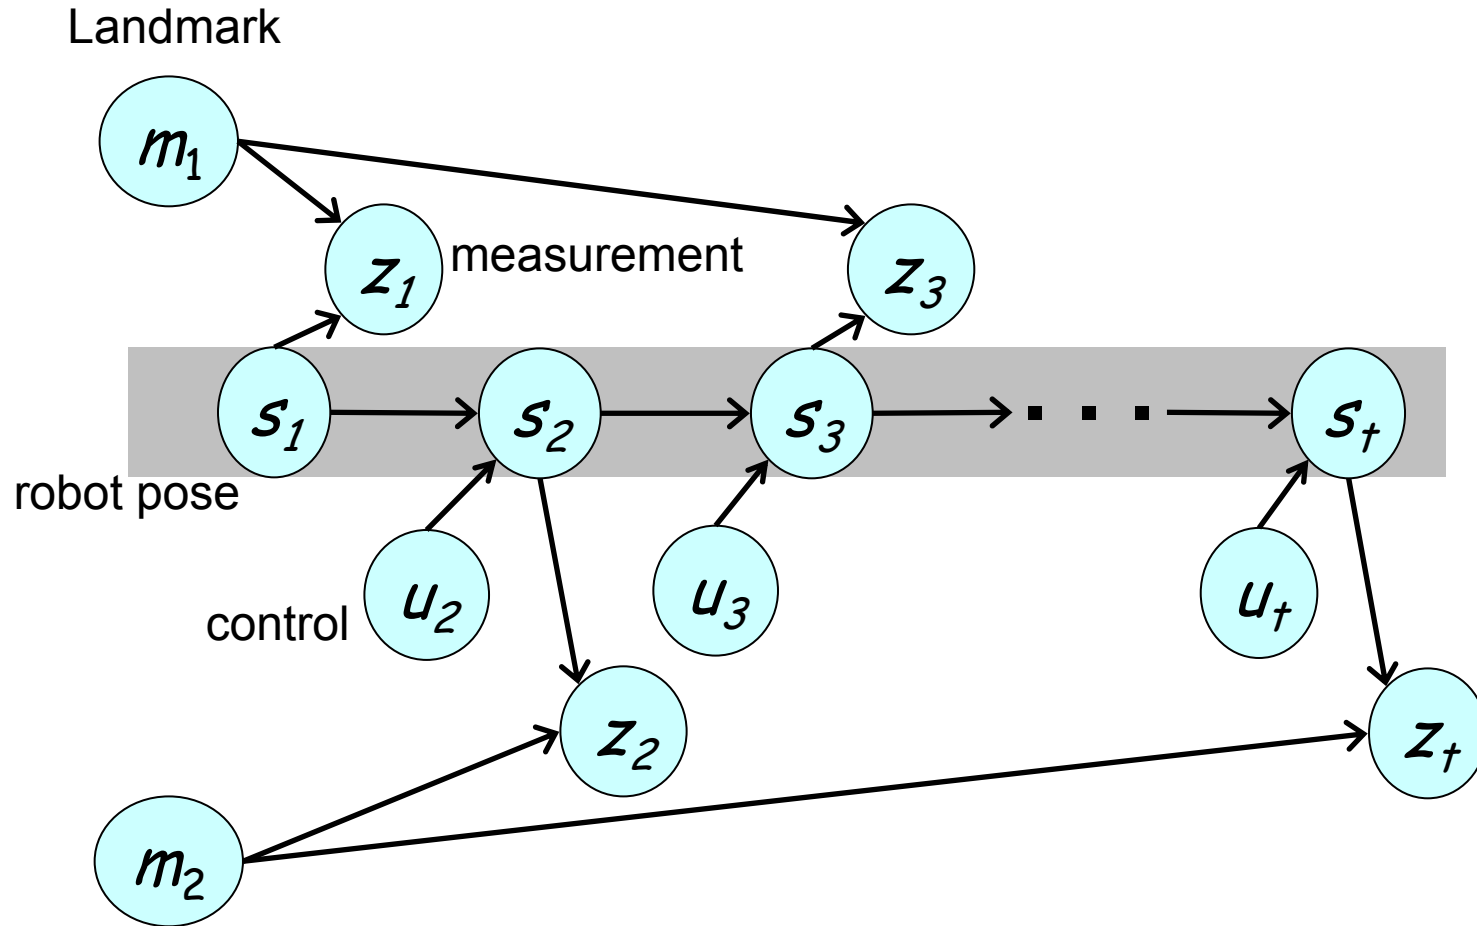 Landmark
m₁
z₁ measurement z₃
s₁ s₂ s₃ . . . sₜ
robot pose
control u₂ u₃ uₜ
z₂ zₜ
m₂